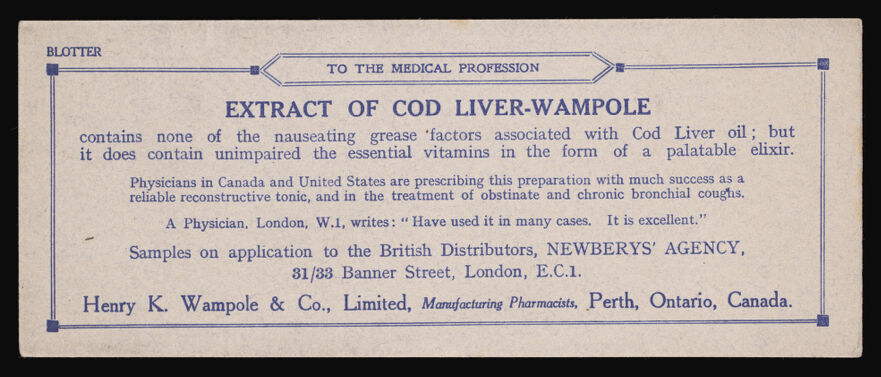 BLOTTER
TO THE MEDICAL PROFESSION
EXTRACT OF COD LIVER-WAMPOLE
contains none of the nauseating grease factors associated with Cod Liver oil; but
it does contain unimpaired the essential vitamins in the form of a palatable elixir.
Physicians in Canada and United States are prescribing this preparation with much success as a
reliable reconstructive tonic, and in the treatment of obstinate and chronic bronchial coughs.
A Physician, London, W.1, writes: "Have used it in many cases. It is excellent."
Samples on application to the British Distributors, NEWBERYS' AGENCY,
31/33 Banner Street, London, E.C.1.
Henry K. Wampole & Co., Limited, Manufacturing Pharmacists, Perth, Ontario, Canada.